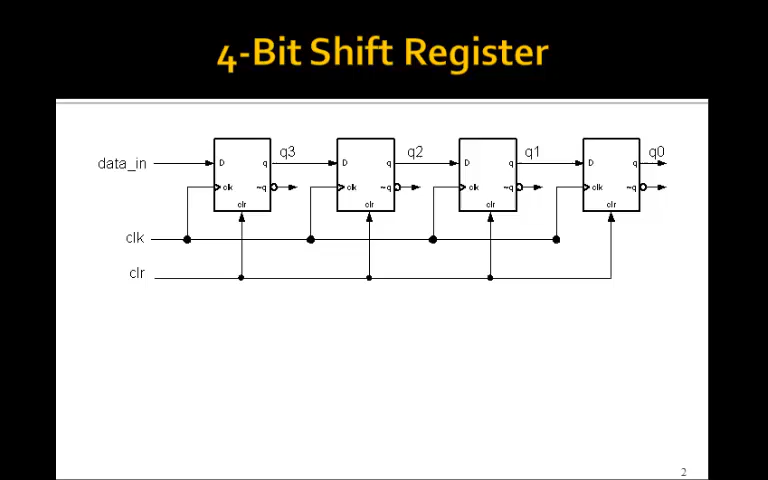 4-Bit Shift Register
q3 q2 q1 q0
data_in D q D q D q D q
clk ~q clk ~q clk ~q clk ~q
clr clr clr clr
clk
clr
2